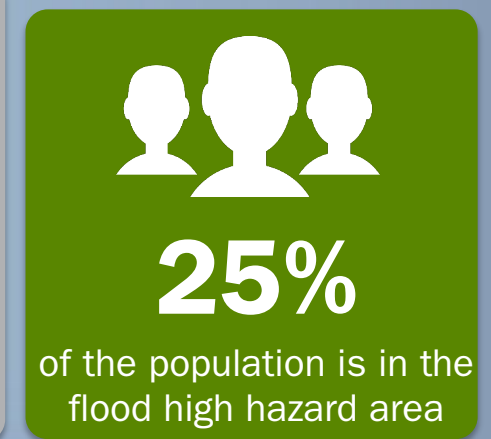 25%
of the population is in the
flood high hazard area